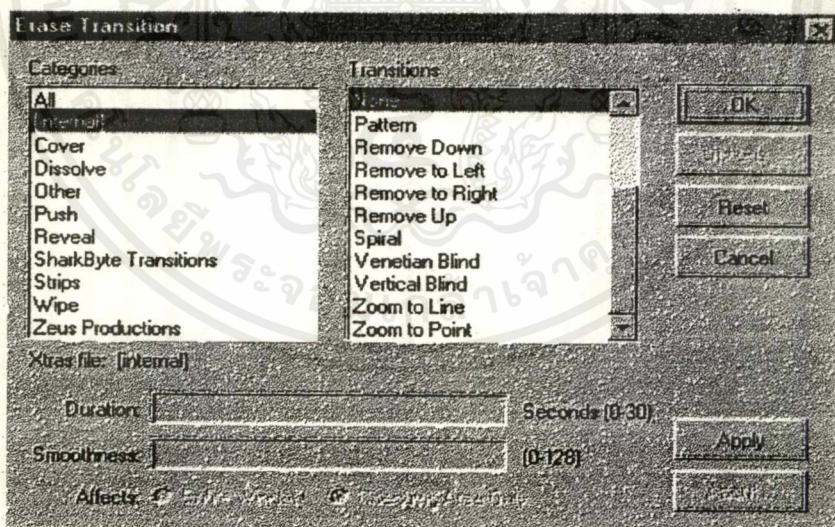 Erase Transition
Categories
All
Internal
Cover
Dissolve
Other
Push
Reveal
SharkByte Transitions
Strips
Wipe
Zeus Productions
Transitions
None
Pattern
Remove Down
Remove to Left
Remove to Right
Remove Up
Spiral
Venetian Blind
Vertical Blind
Zoom to Line
Zoom to Point
OK
Reset
Cancel
Xtras file: [internal]
Duration: Seconds (0-30)
Smoothness: (0-128)
Apply
Affects: